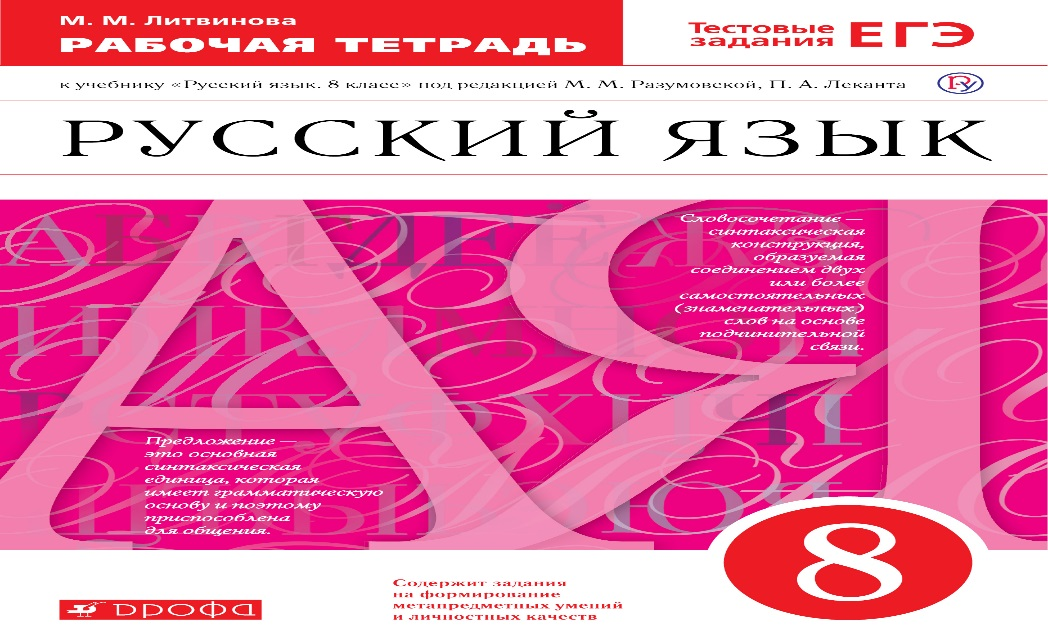 М. М. Литвинова
РАБОЧАЯ ТЕТРАДЬ
Тестовые
задания ЕГЭ
к учебнику «Русский язык. 8 класс» под редакцией М. М. Разумовской, П. А. Леканта
РУ
РУССКИЙ ЯЗЫК
АЯ
Словосочетание —
синтаксическая
конструкция,
образуемая
соединением двух
или более
самостоятельных
(знаменательных)
слов на основе
подчинительной
связи.
Предложение —
это основная
синтаксическая
единица, которая
имеет грамматическую
основу и поэтому
приспособлена
для общения.
8
дрофа
Содержит задания
на формирование
метапредметных умений
и личностных качеств